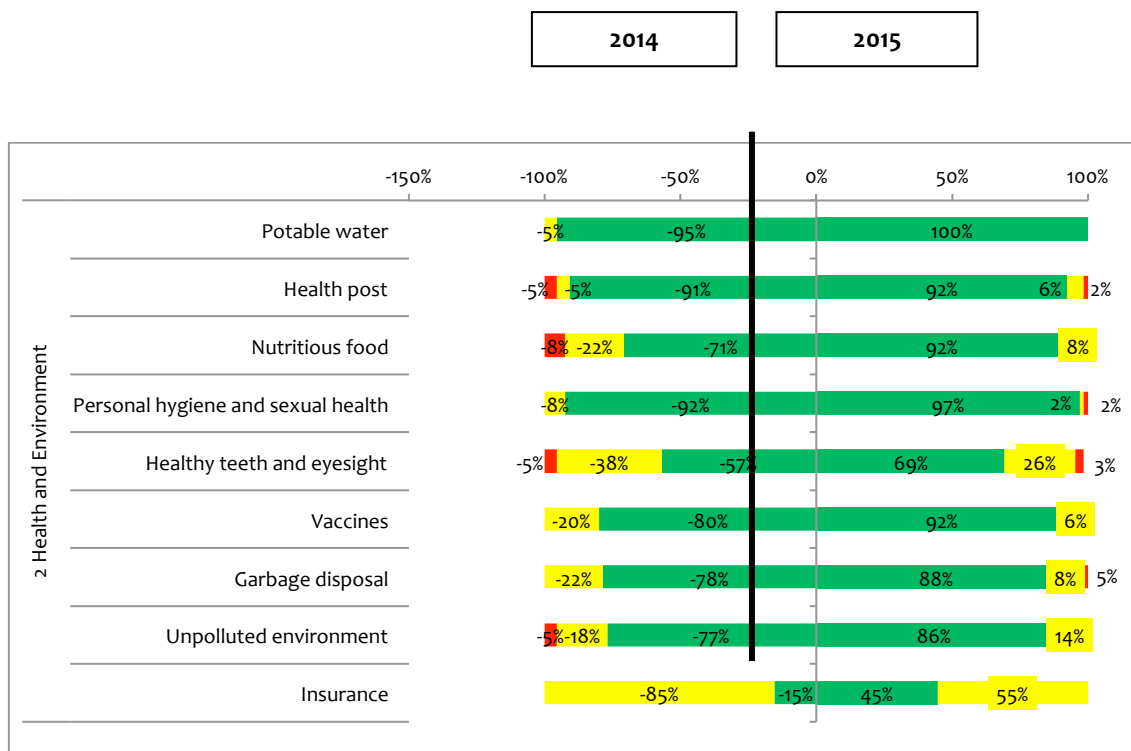 2014 2015
-150% -100% -50% 0% 50% 100%
2 Health and Environment
Potable water -5% -95% 100%
Health post -5% -5% -91% 92% 6% 2%
Nutritious food -8% -22% -71% 92% 8%
Personal hygiene and sexual health -8% -92% 97% 2% 2%
Healthy teeth and eyesight -5% -38% -57% 69% 26% 3%
Vaccines -20% -80% 92% 6%
Garbage disposal -22% -78% 88% 8% 5%
Unpolluted environment -5% -18% -77% 86% 14%
Insurance -85% -15% 45% 55%